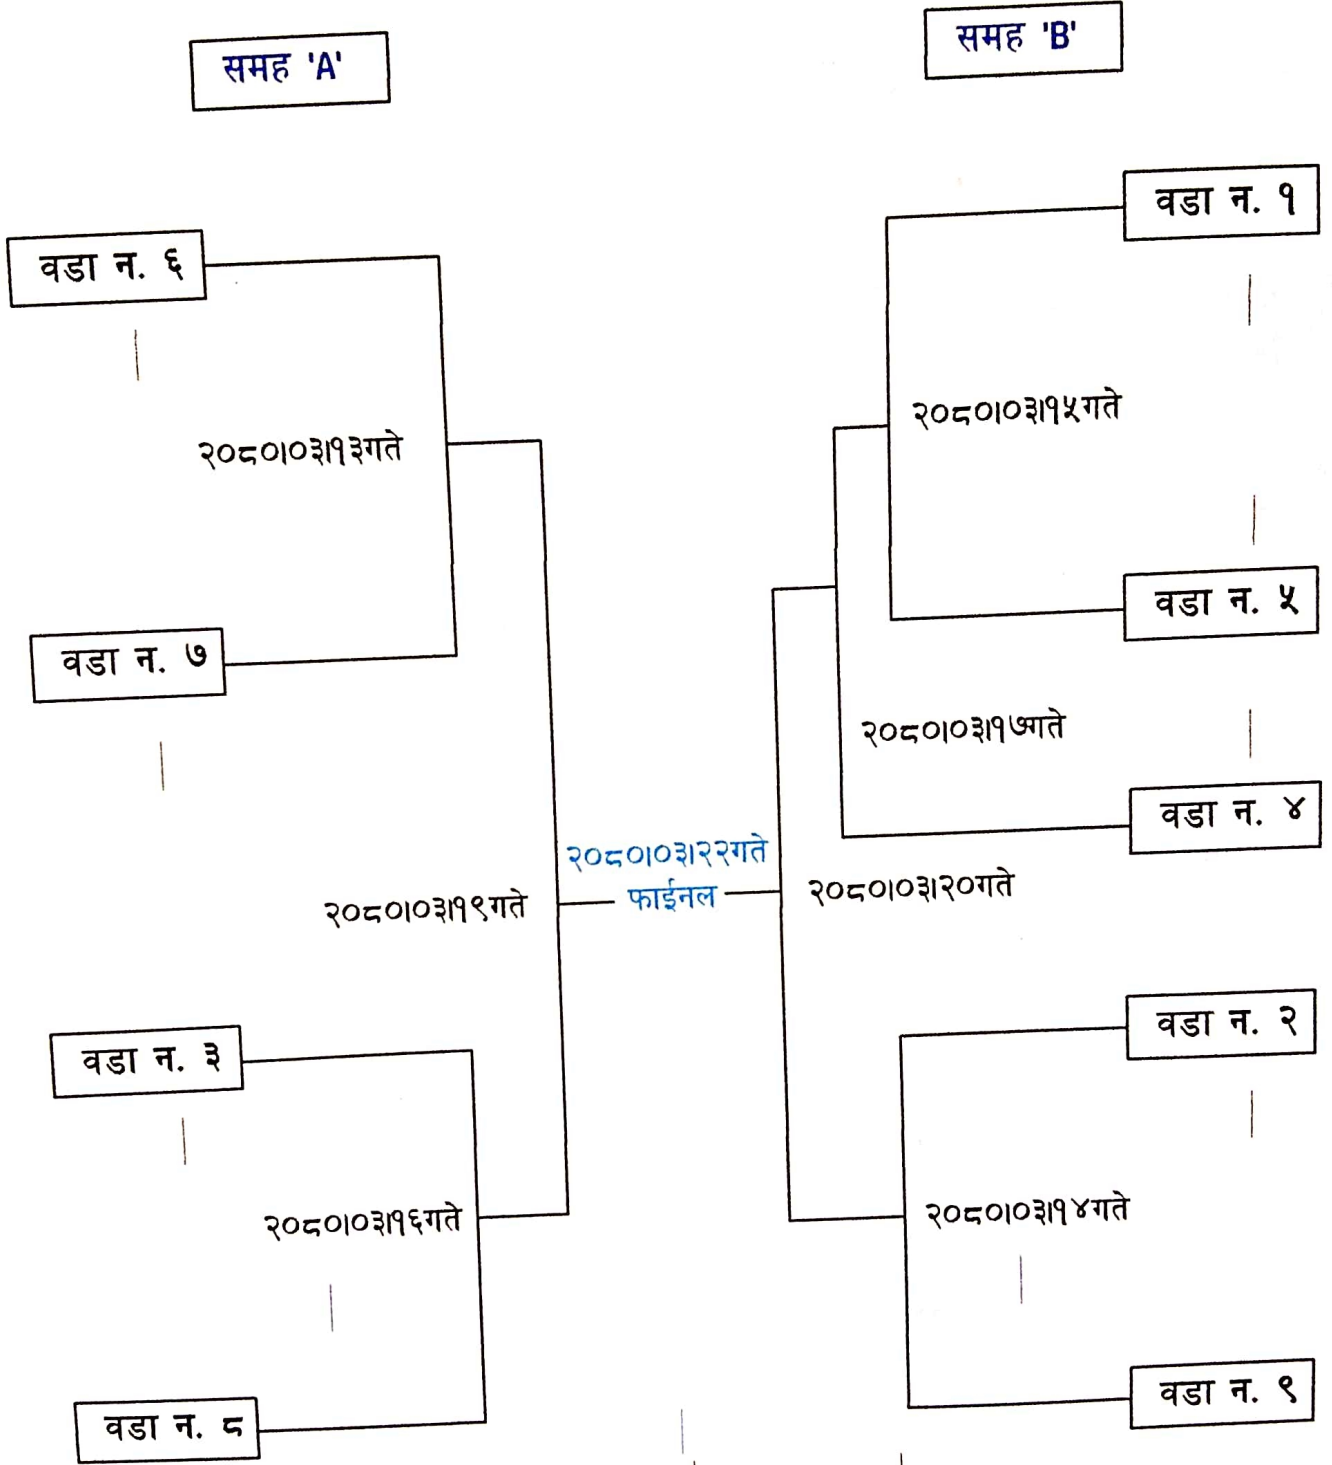 समह 'A'
समह 'B'
वडा न. ६
२०८०।०३।१३गते
वडा न. ७
२०८०।०३।१९गते
वडा न. ३
२०८०।०३।१६गते
वडा न. ८
२०८०।०३।२२गते
फाईनल
वडा न. १
२०८०।०३।१५गते
वडा न. ५
२०८०।०३।१७गते
वडा न. ४
२०८०।०३।२०गते
वडा न. २
२०८०।०३।१४गते
वडा न. ९